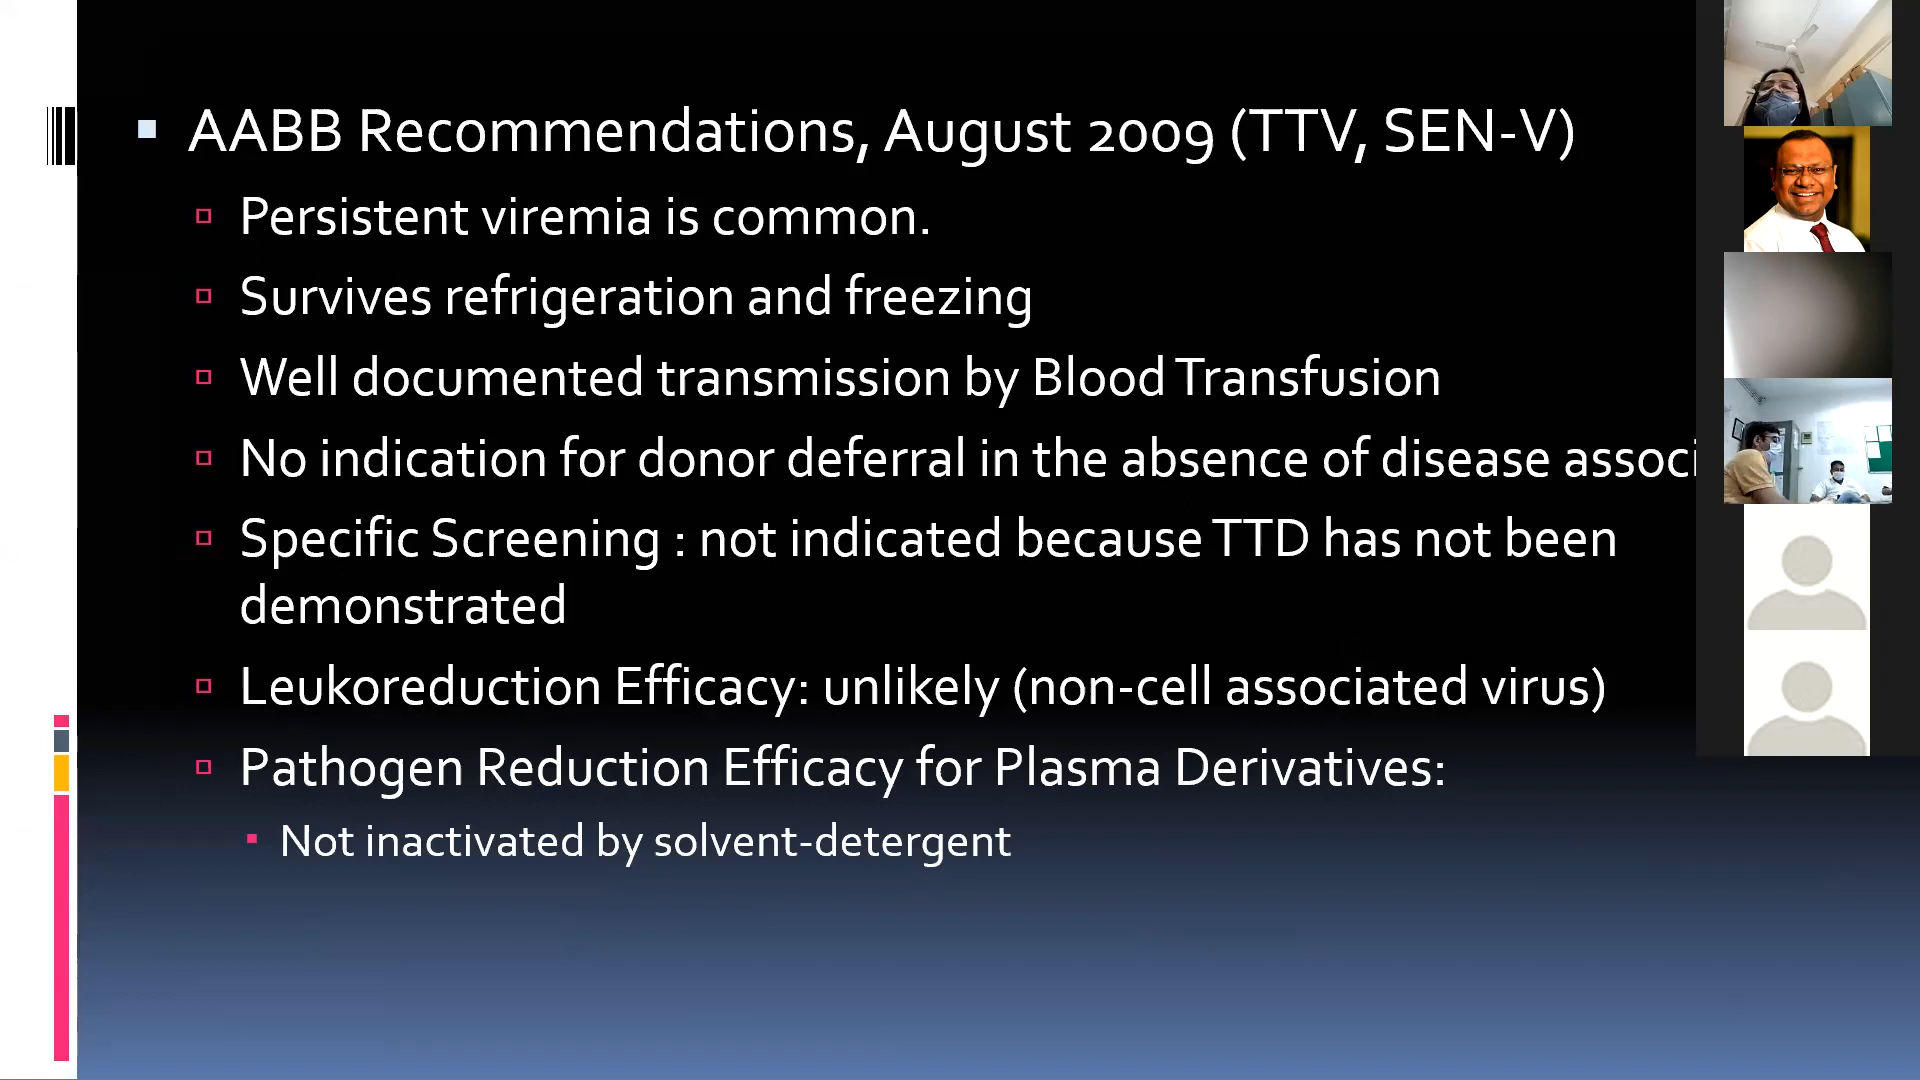 AABB Recommendations, August 2009 (TTV, SEN-V)
Persistent viremia is common.
Survives refrigeration and freezing
Well documented transmission by Blood Transfusion
No indication for donor deferral in the absence of disease
Specific Screening : not indicated because TTD has not been
demonstrated
Leukoreduction Efficacy: unlikely (non-cell associated virus)
Pathogen Reduction Efficacy for Plasma Derivatives:
Not inactivated by solvent-detergent